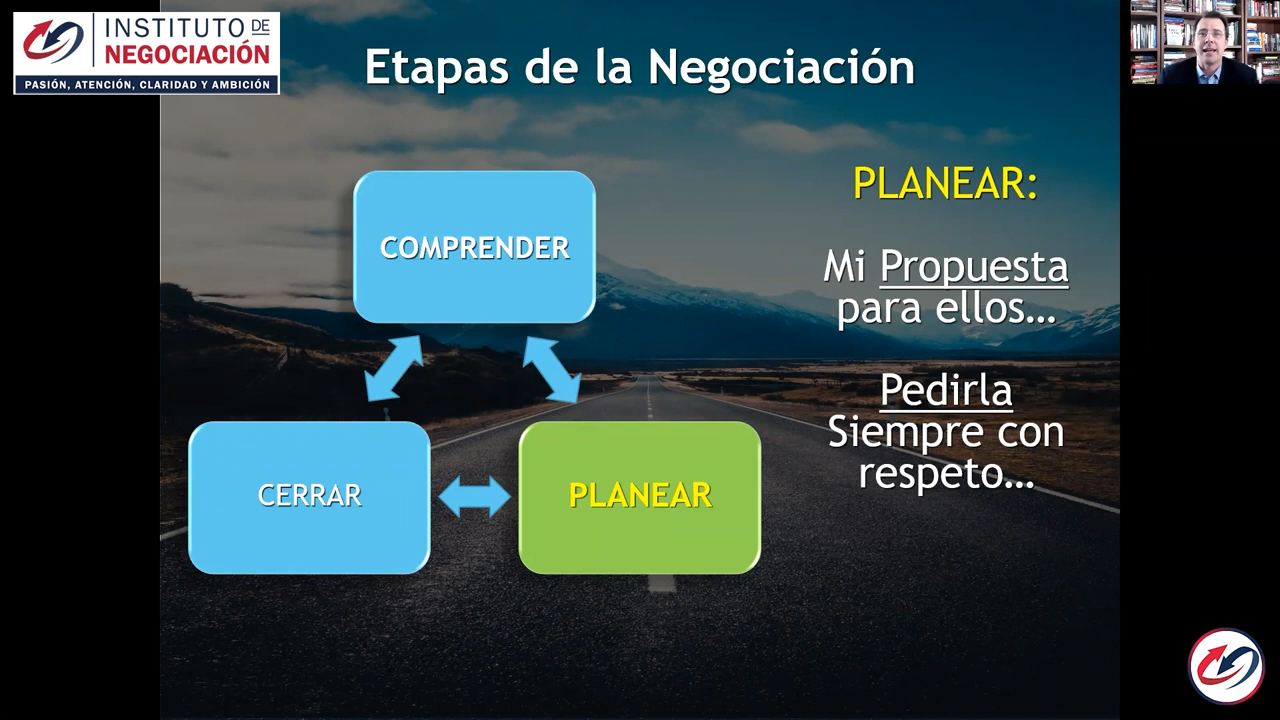 INSTITUTO DE
NEGOCIACIÓN
PASIÓN, ATENCIÓN, CLARIDAD Y AMBICIÓN
Etapas de la Negociación
COMPRENDER
CERRAR
PLANEAR
PLANEAR:
Mi Propuesta
para ellos...
Pedirla
Siempre con
respeto...